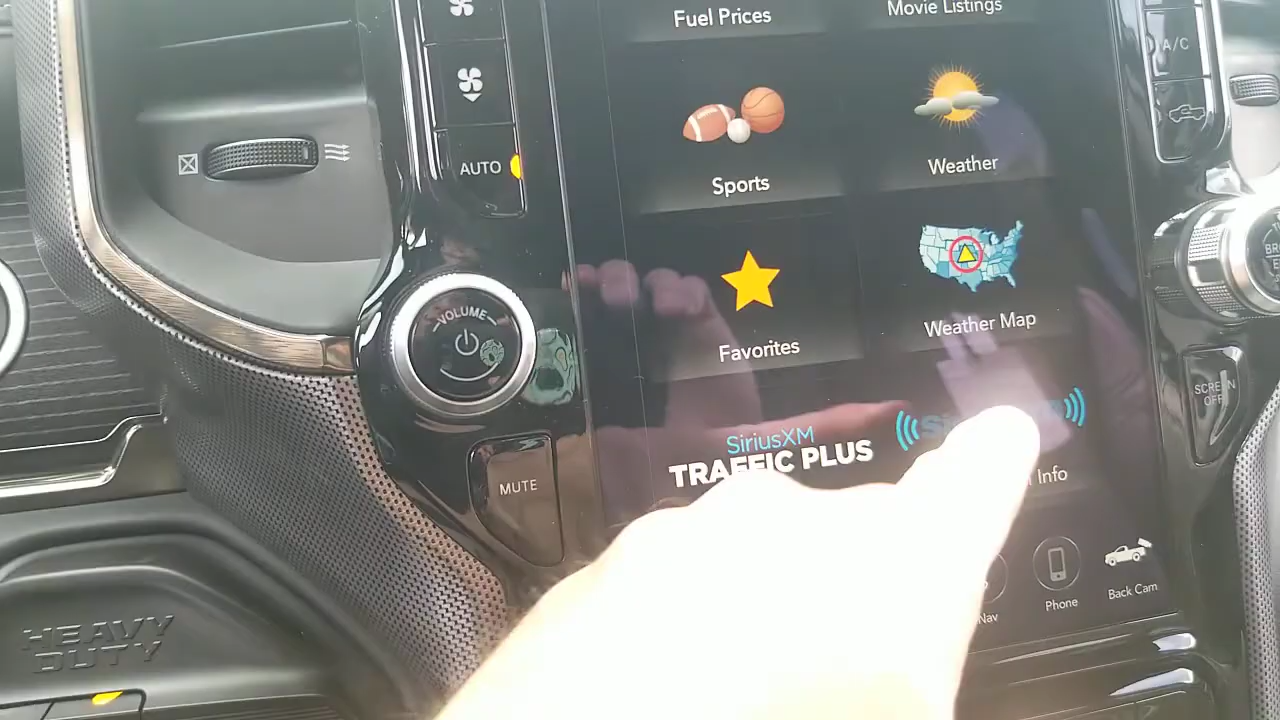 Fuel Prices
Movie Listings
A/C
Sports
Weather
AUTO
Favorites
Weather Map
VOLUME
SCREEN
OFF
SiriusXM
TRAFFIC PLUS
Info
MUTE
Nav
Phone
Back Cam
HEAVY
DUTY